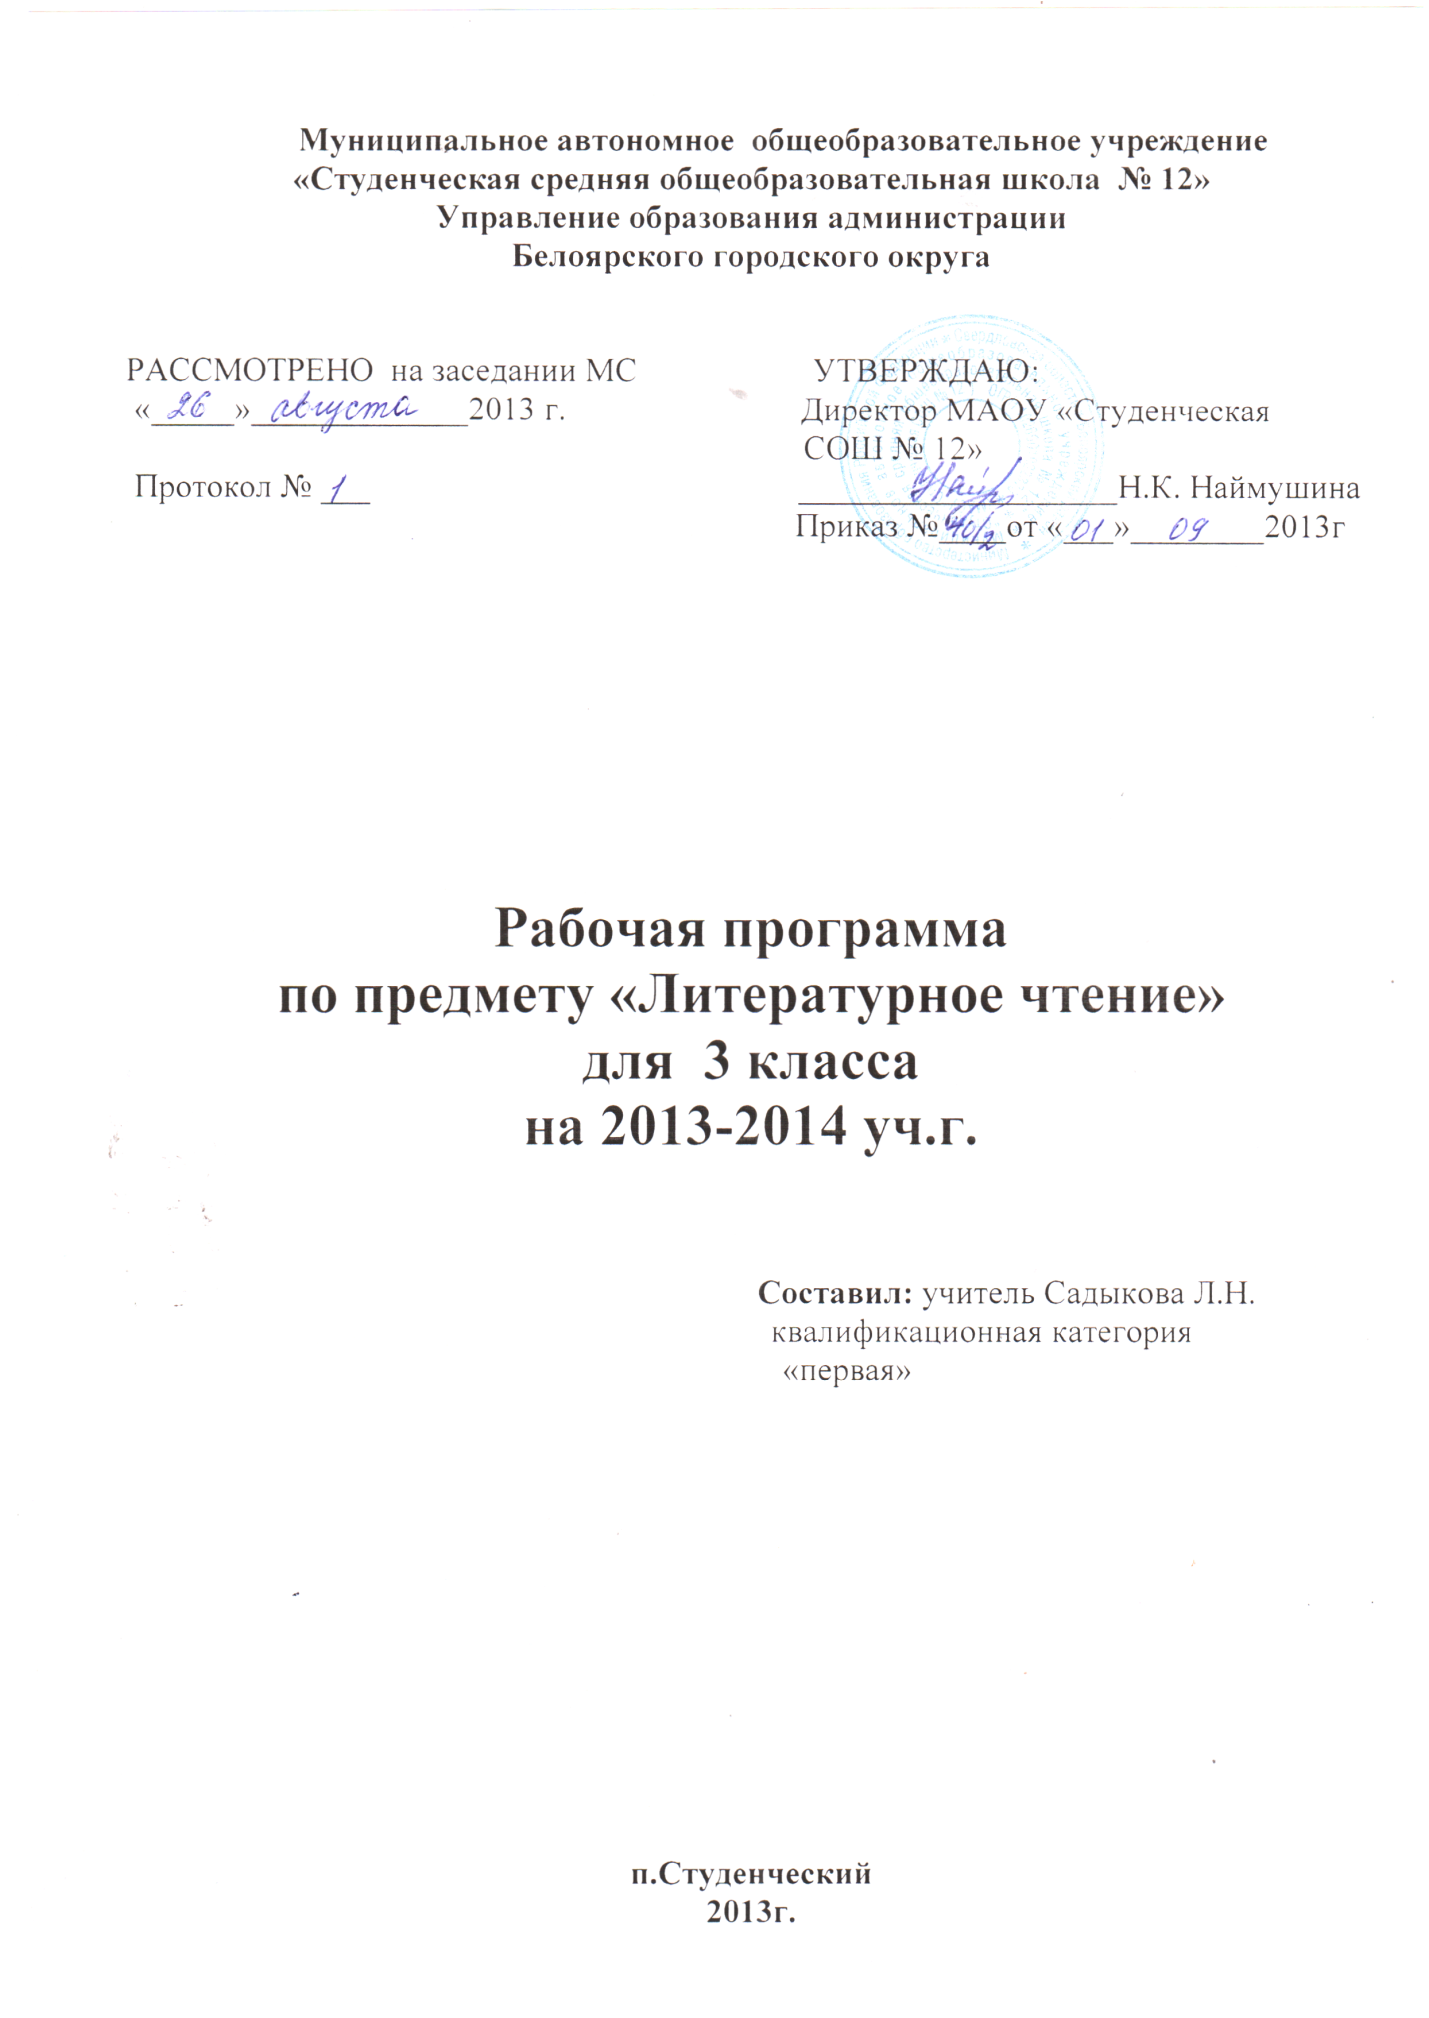 Муниципальное автономное общеобразовательное учреждение
«Студенческая средняя общеобразовательная школа № 12»
Управление образования администрации
Белоярского городского округа
РАССМОТРЕНО на заседании МС
« 26 » августа 2013 г.
Протокол № 1
УТВЕРЖДАЮ:
Директор МАОУ «Студенческая
СОШ № 12»
Н.К. Наймушина
Приказ № 40/2 от « 01 » 09 2013г
Рабочая программа
по предмету «Литературное чтение»
для 3 класса
на 2013-2014 уч.г.
Составил: учитель Садыкова Л.Н.
квалификационная категория
«первая»
п.Студенческий
2013г.